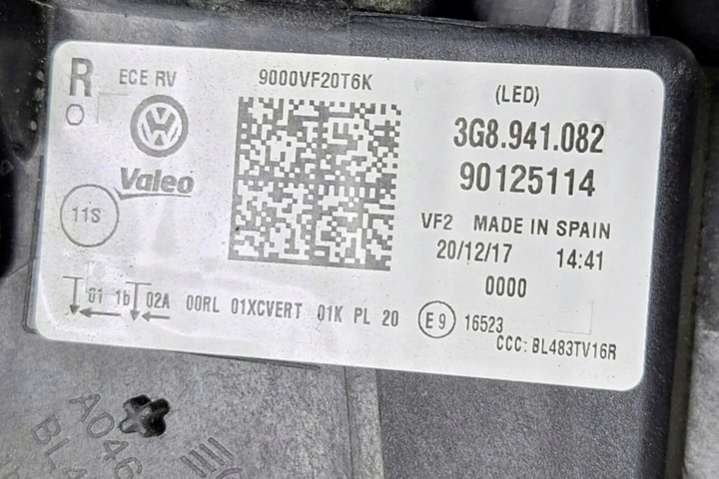 R
ECE RV
9000VF20T6K
(LED)
3G8.941.082
Valeo
90125114
11S
VF2 MADE IN SPAIN
20/12/17 14:41
0000
01 1b 02A 00RL 01XCVERT 01K PL 20
E9 16523
CCC: BL483TV16R
A046